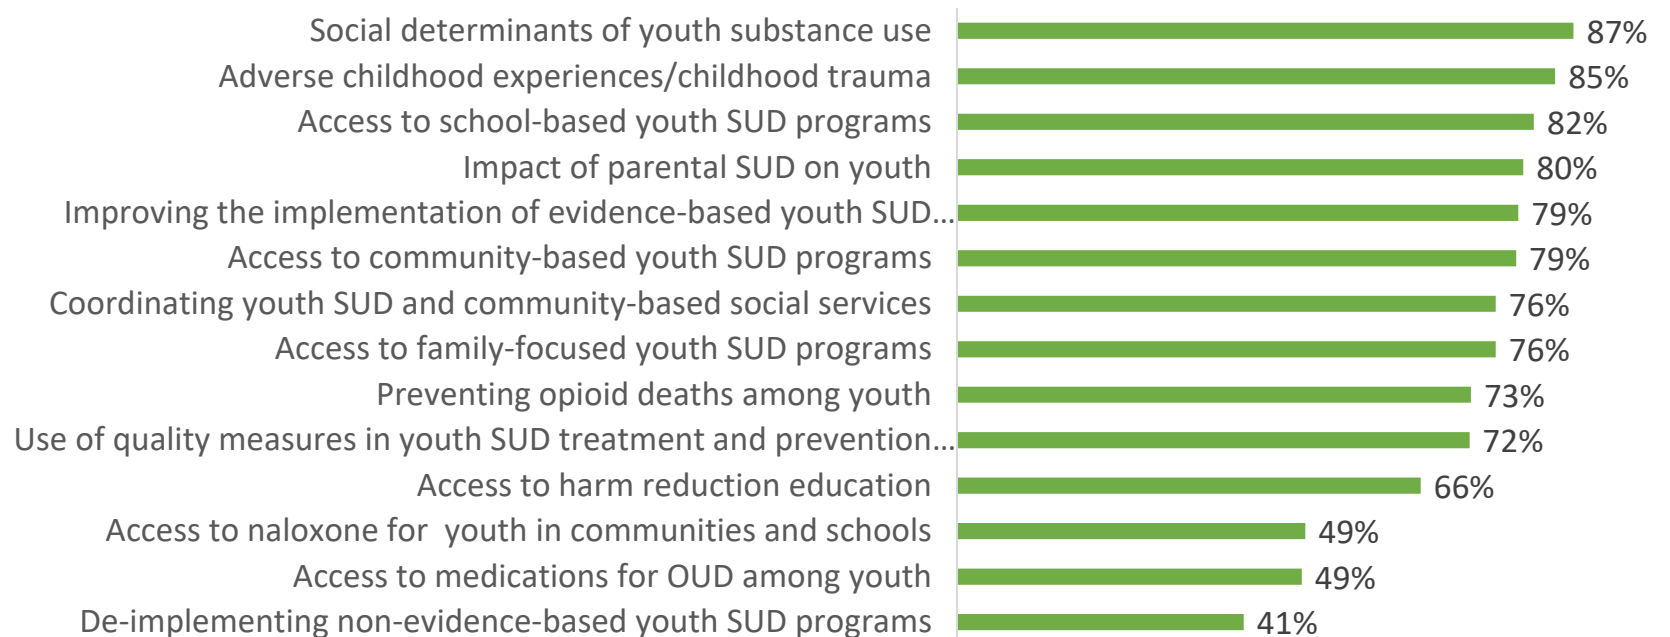 Social determinants of youth substance use 87%
Adverse childhood experiences/childhood trauma 85%
Access to school-based youth SUD programs 82%
Impact of parental SUD on youth 80%
Improving the implementation of evidence-based youth SUD… 79%
Access to community-based youth SUD programs 79%
Coordinating youth SUD and community-based social services 76%
Access to family-focused youth SUD programs 76%
Preventing opioid deaths among youth 73%
Use of quality measures in youth SUD treatment and prevention… 72%
Access to harm reduction education 66%
Access to naloxone for  youth in communities and schools 49%
Access to medications for OUD among youth 49%
De-implementing non-evidence-based youth SUD programs 41%